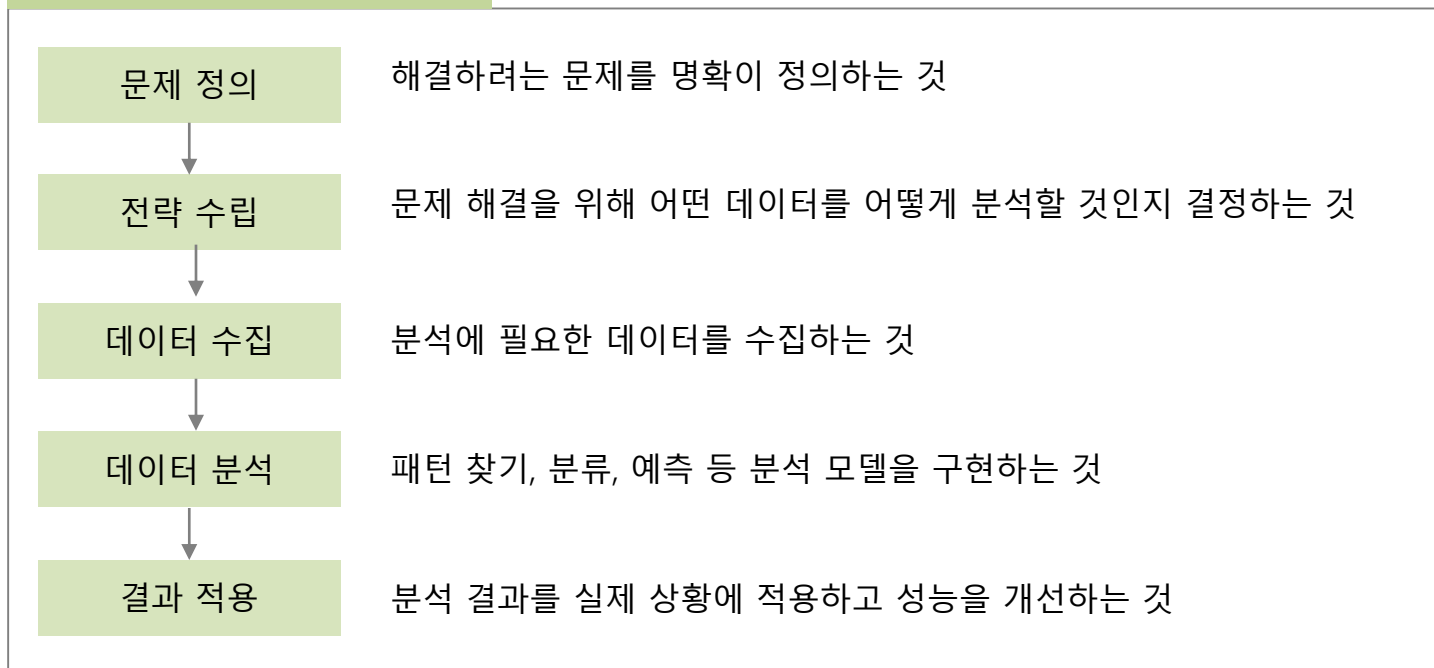 문제 정의
해결하려는 문제를 명확이 정의하는 것
전략 수립
문제 해결을 위해 어떤 데이터를 어떻게 분석할 것인지 결정하는 것
데이터 수집
분석에 필요한 데이터를 수집하는 것
데이터 분석
패턴 찾기, 분류, 예측 등 분석 모델을 구현하는 것
결과 적용
분석 결과를 실제 상황에 적용하고 성능을 개선하는 것